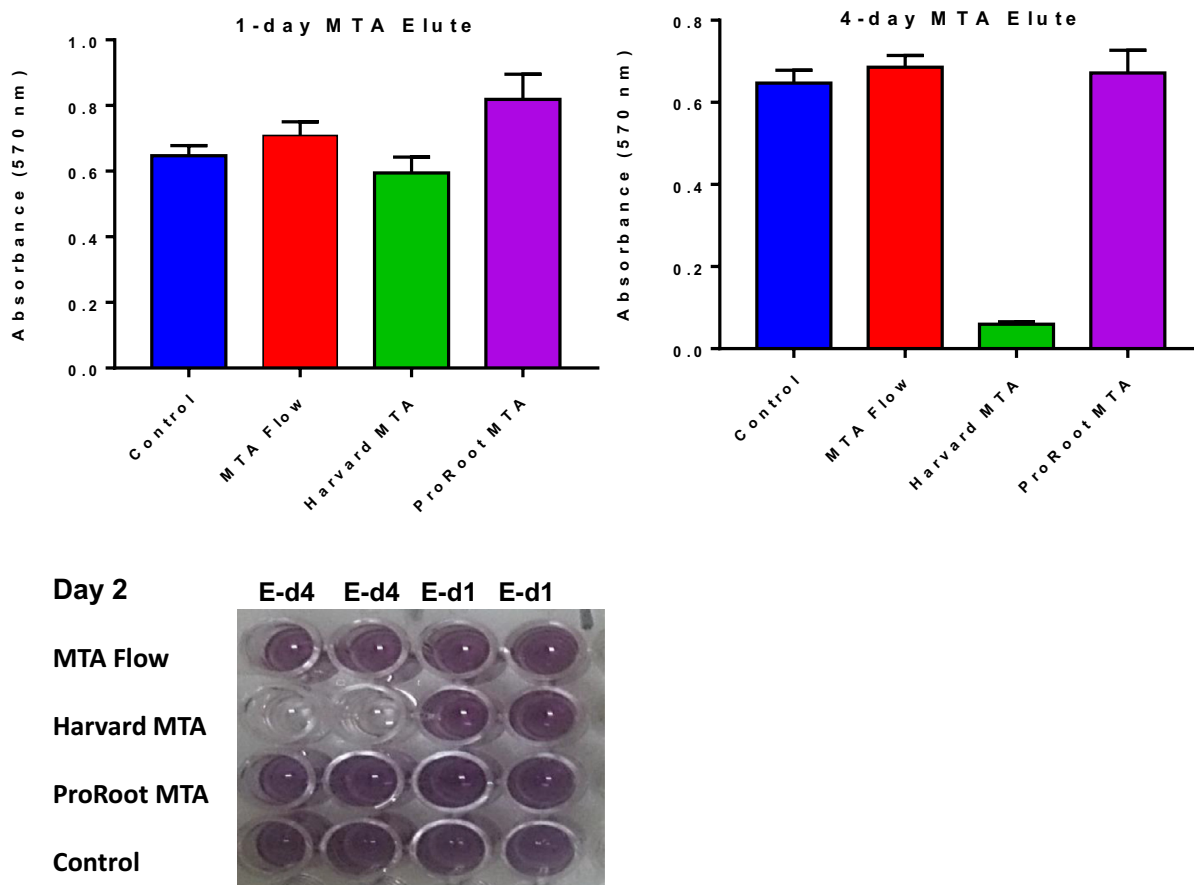 1-day MTA Elute
Absorbance (570 nm)
1.0
0.8
0.6
0.4
0.2
0.0
Control
MTA Flow
Harvard MTA
ProRoot MTA
4-day MTA Elute
Absorbance (570 nm)
0.8
0.6
0.4
0.2
0.0
Control
MTA Flow
Harvard MTA
ProRoot MTA
Day 2
E-d4 E-d4 E-d1 E-d1
MTA Flow
Harvard MTA
ProRoot MTA
Control